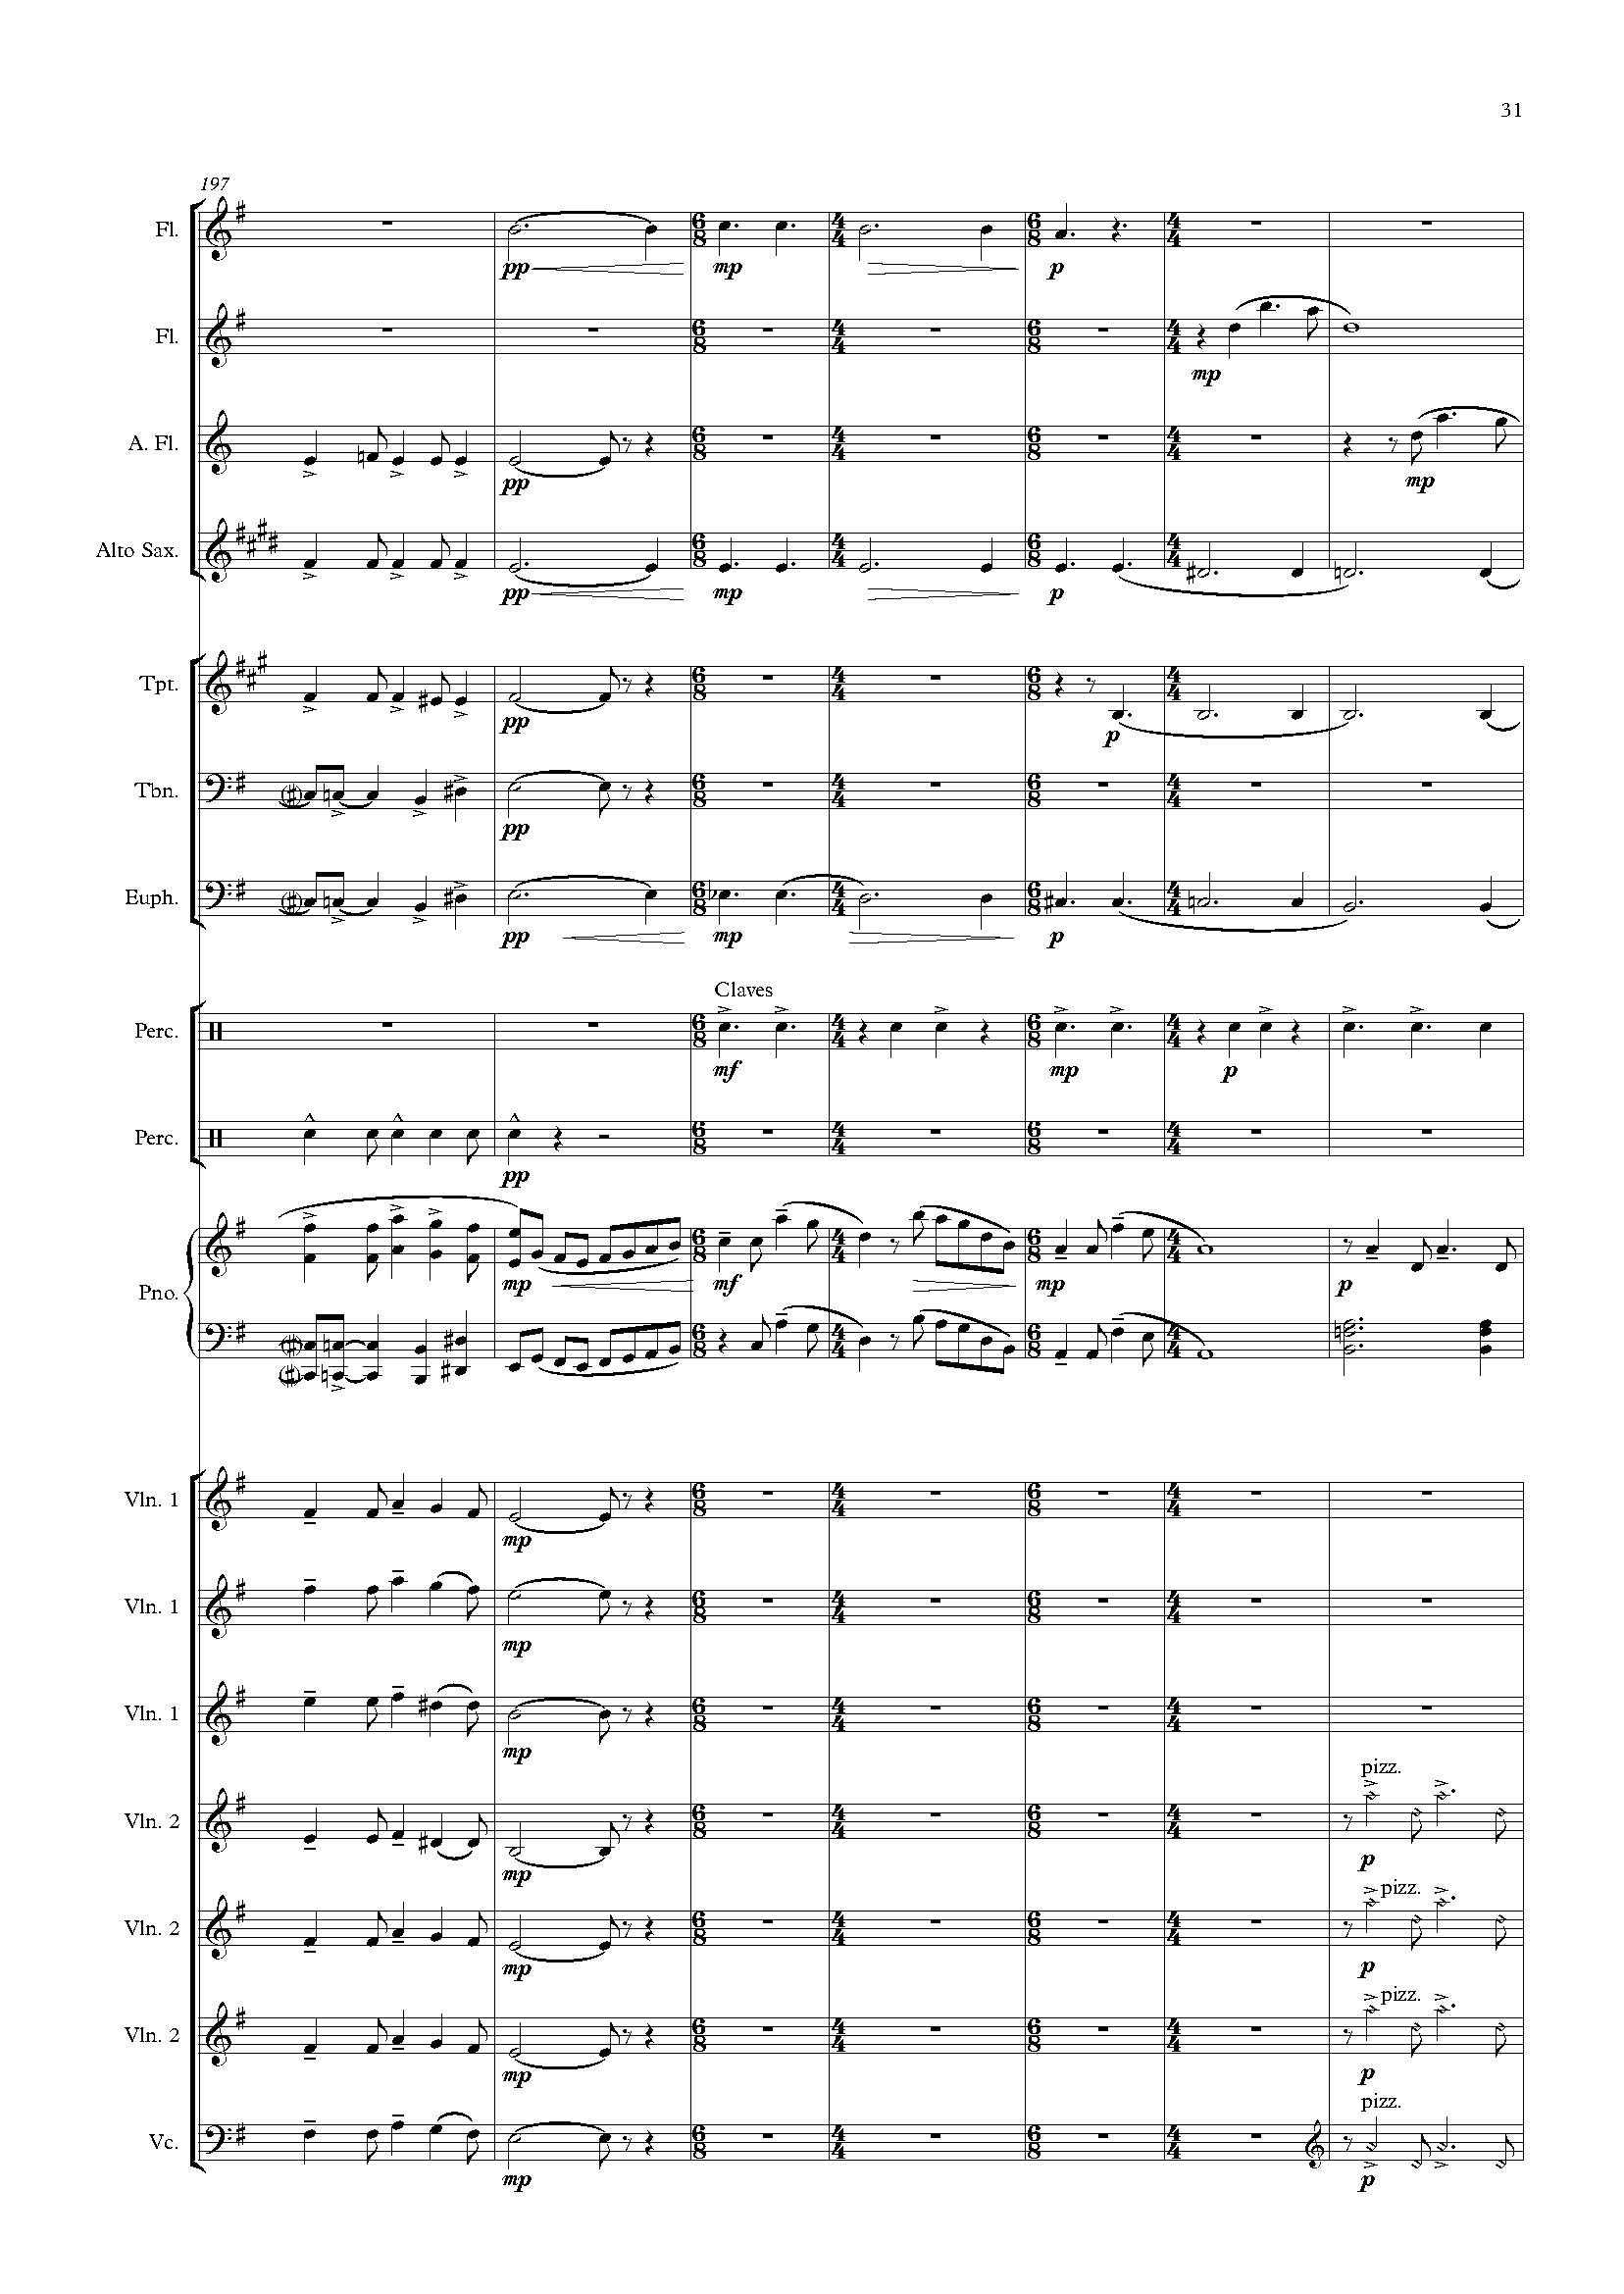 31
197
Fl.
pp
mp
p
Fl.
mp
A. Fl.
pp
mp
Alto Sax.
pp
mp
p
Tpt.
pp
p
Tbn.
pp
Euph.
pp
mp
p
Claves
Perc.
mf
mp
p
Perc.
pp
Pno.
mp
mf
mp
p
Vln. 1
mp
Vln. 1
mp
Vln. 1
mp
pizz.
Vln. 2
mp
p
pizz.
Vln. 2
mp
p
pizz.
Vln. 2
mp
p
pizz.
Vc.
mp
p